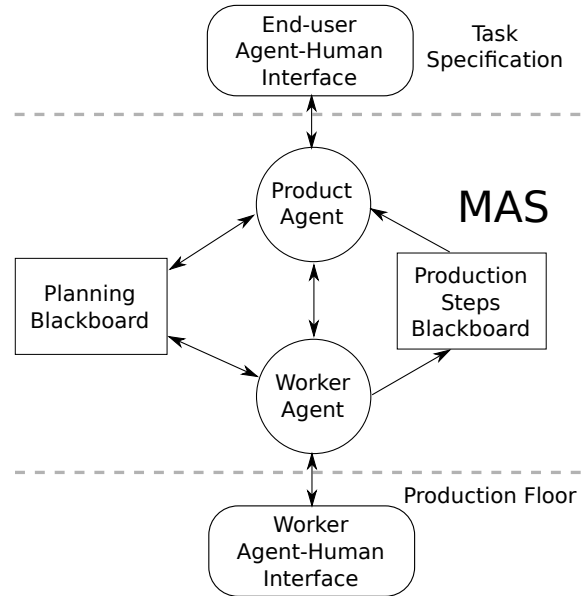 End-user
Agent-Human
Interface
Task
Specification
Product
Agent
MAS
Planning
Blackboard
Production
Steps
Blackboard
Worker
Agent
Production Floor
Worker
Agent-Human
Interface